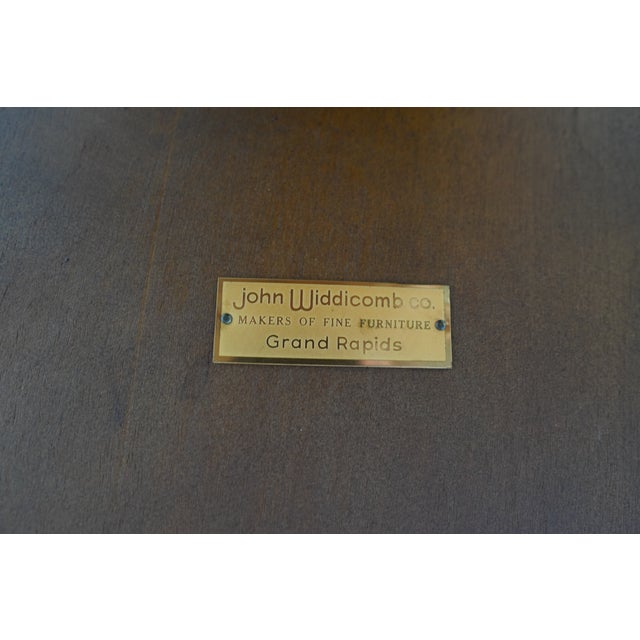 john Widdicomb co.
MAKERS OF FINE FURNITURE
Grand Rapids